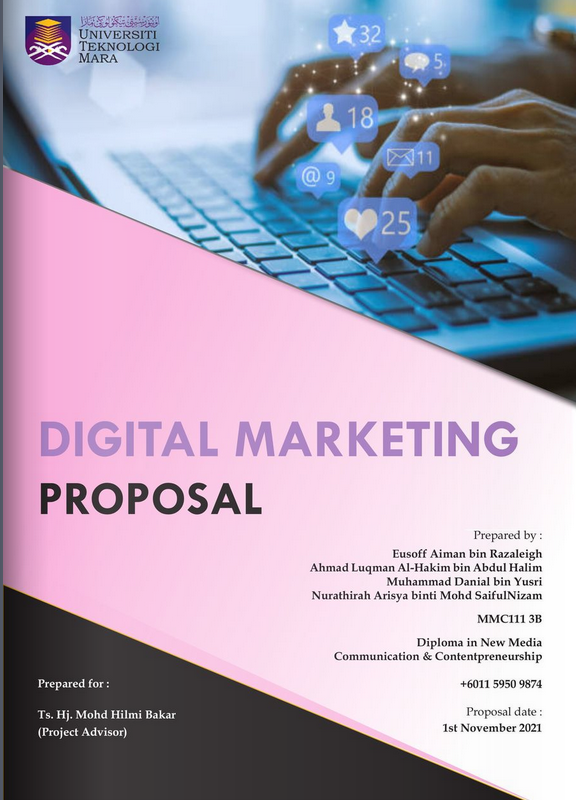 UNIVERSITI
TEKNOLOGI
MARA
32
5
18
11
@ 9
25
DIGITAL MARKETING
PROPOSAL
Prepared by :
Eusoff Aiman bin Razaleigh
Ahmad Luqman Al-Hakim bin Abdul Halim
Muhammad Danial bin Yusri
Nurathirah Arisya binti Mohd SaifulNizam
MMC111 3B
Diploma in New Media
Communication & Contentpreneurship
Prepared for :
+6011 5950 9874
Ts. Hj. Mohd Hilmi Bakar
(Project Advisor)
Proposal date :
1st November 2021